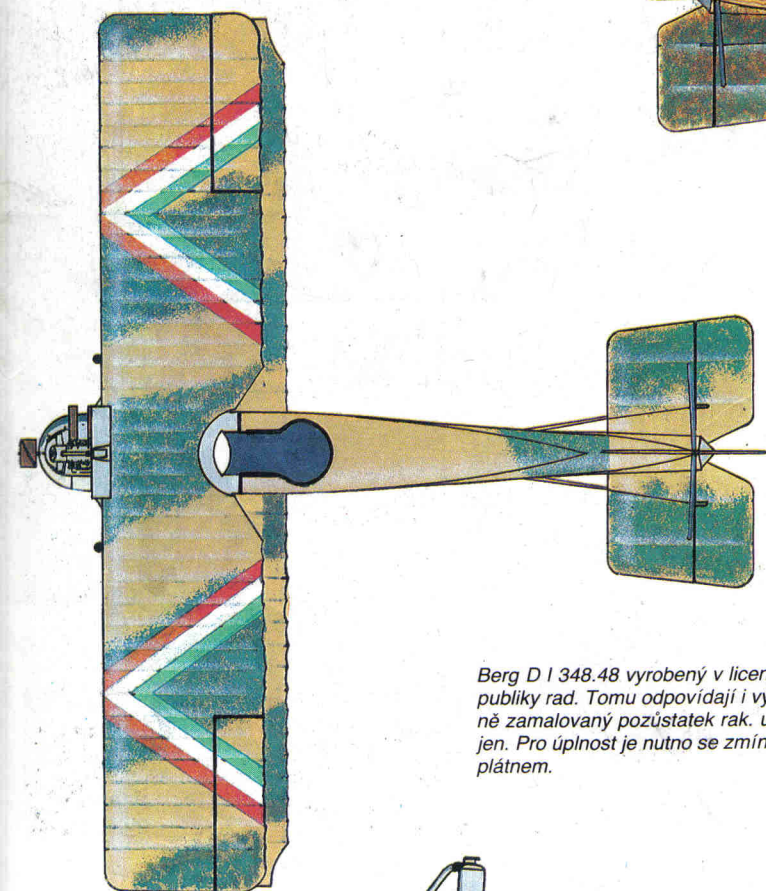 Berg D I 348.48 vyrobený v licen
publiky rad. Tomu odpovídají i vy
ně zamalovaný pozůstatek rak. u
jen. Pro úplnost je nutno se zmín
plátnem.